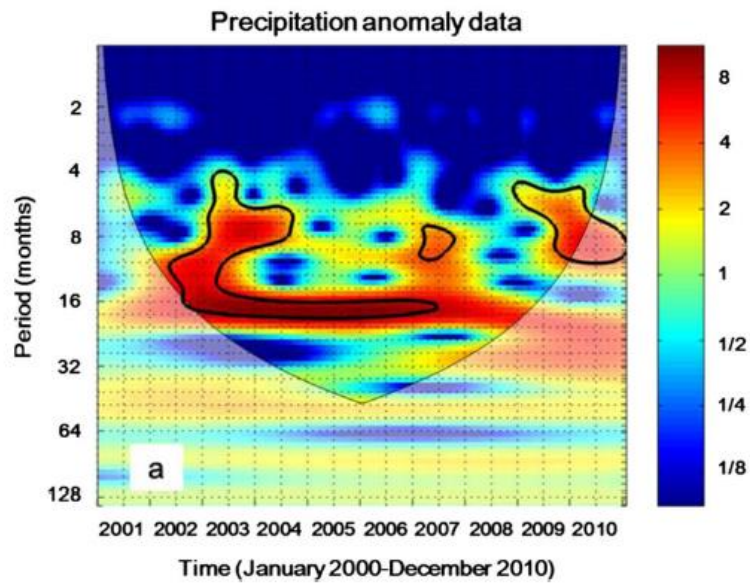 Precipitation anomaly data
Period (months)
2
4
8
16
32
64
128
a
2001 2002 2003 2004 2005 2006 2007 2008 2009 2010
Time (January 2000-December 2010)
8
4
2
1
1/2
1/4
1/8